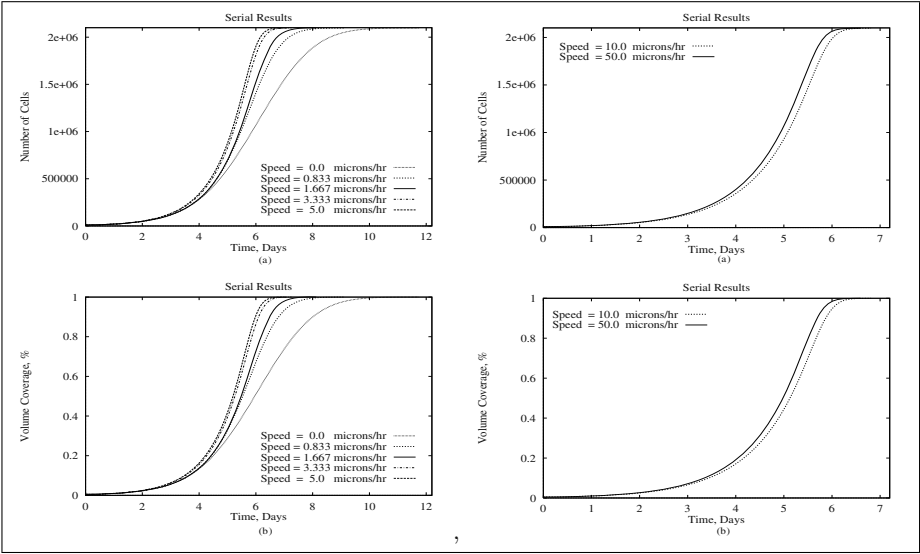 Serial Results
2e+06
1.5e+06
1e+06
500000
0
Number of Cells
Speed = 0.0 microns/hr
Speed = 0.833 microns/hr
Speed = 1.667 microns/hr
Speed = 3.333 microns/hr
Speed = 5.0 microns/hr
0 2 4 6 8 10 12
Time, Days
(a)
Serial Results
2e+06
1.5e+06
1e+06
500000
0
Number of Cells
Speed = 10.0 microns/hr
Speed = 50.0 microns/hr
0 1 2 3 4 5 6 7
Time, Days
(a)
Serial Results
1
0.8
0.6
0.4
0.2
0
Volume Coverage, %
Speed = 0.0 microns/hr
Speed = 0.833 microns/hr
Speed = 1.667 microns/hr
Speed = 3.333 microns/hr
Speed = 5.0 microns/hr
0 2 4 6 8 10 12
Time, Days
(b)
,
Serial Results
1
0.8
0.6
0.4
0.2
0
Volume Coverage, %
Speed = 10.0 microns/hr
Speed = 50.0 microns/hr
0 1 2 3 4 5 6 7
Time, Days
(b)